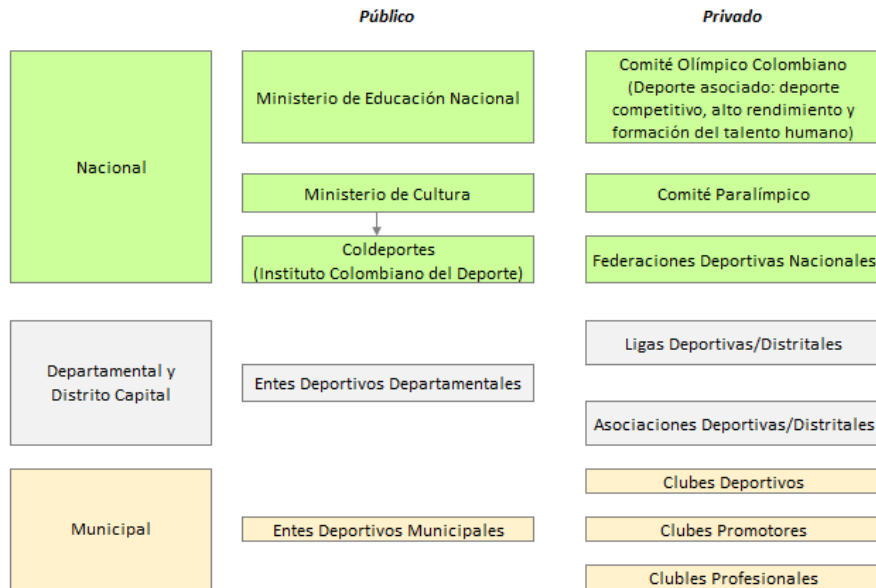 Público
Privado
Nacional
Ministerio de Educación Nacional
Comité Olímpico Colombiano
(Deporte asociado: deporte
competitivo, alto rendimiento y
formación del talento humano)
Ministerio de Cultura
Comité Paralímpico
Coldeportes
(Instituto Colombiano del Deporte)
Federaciones Deportivas Nacionales
Departamental y
Distrito Capital
Entes Deportivos Departamentales
Ligas Deportivas/Distritales
Asociaciones Deportivas/Distritales
Municipal
Entes Deportivos Municipales
Clubes Deportivos
Clubes Promotores
Clubles Profesionales